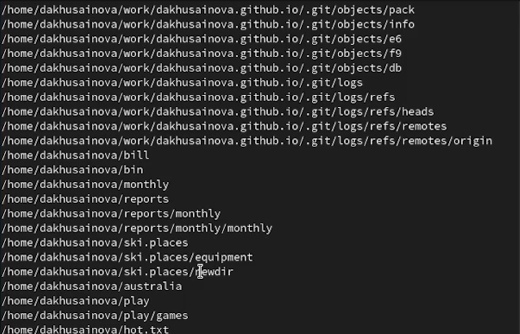 /home/dakhusainova/work/dakhusainova.github.io/.git/objects/pack
/home/dakhusainova/work/dakhusainova.github.io/.git/objects/info
/home/dakhusainova/work/dakhusainova.github.io/.git/objects/e6
/home/dakhusainova/work/dakhusainova.github.io/.git/objects/f9
/home/dakhusainova/work/dakhusainova.github.io/.git/objects/db
/home/dakhusainova/work/dakhusainova.github.io/.git/logs
/home/dakhusainova/work/dakhusainova.github.io/.git/logs/refs
/home/dakhusainova/work/dakhusainova.github.io/.git/logs/refs/heads
/home/dakhusainova/work/dakhusainova.github.io/.git/logs/refs/remotes
/home/dakhusainova/work/dakhusainova.github.io/.git/logs/refs/remotes/origin
/home/dakhusainova/bill
/home/dakhusainova/bin
/home/dakhusainova/monthly
/home/dakhusainova/reports
/home/dakhusainova/reports/monthly
/home/dakhusainova/reports/monthly/monthly
/home/dakhusainova/ski.places
/home/dakhusainova/ski.places/equipment
/home/dakhusainova/ski.places/newdir
/home/dakhusainova/australia
/home/dakhusainova/play
/home/dakhusainova/play/games
/home/dakhusainova/hot.txt